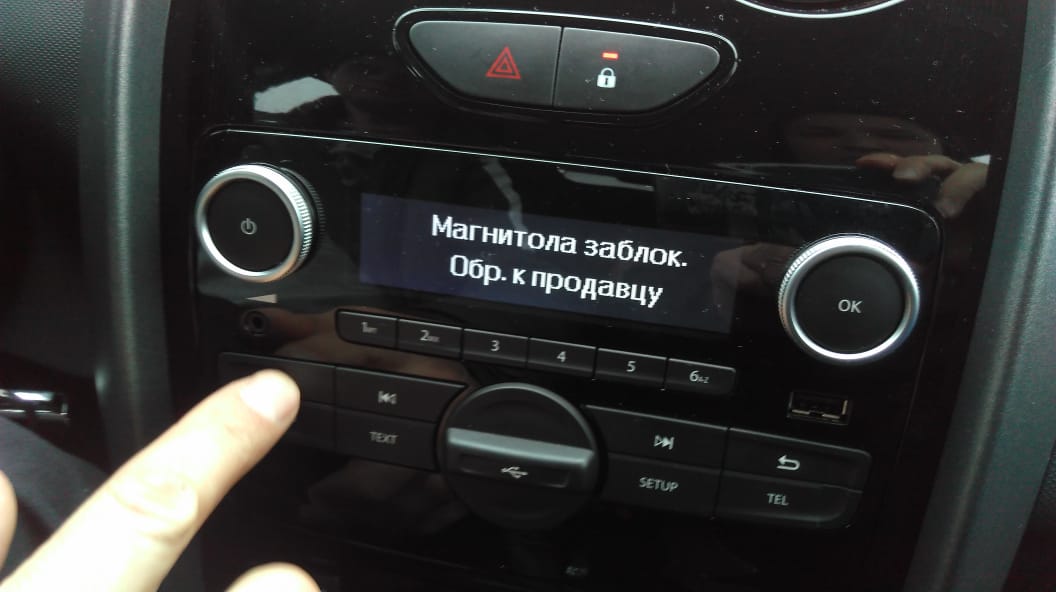 Магнитола заблок.
Обр. к продавцу
OK
1
2
3
4
5
6
TEXT
SETUP
TEL